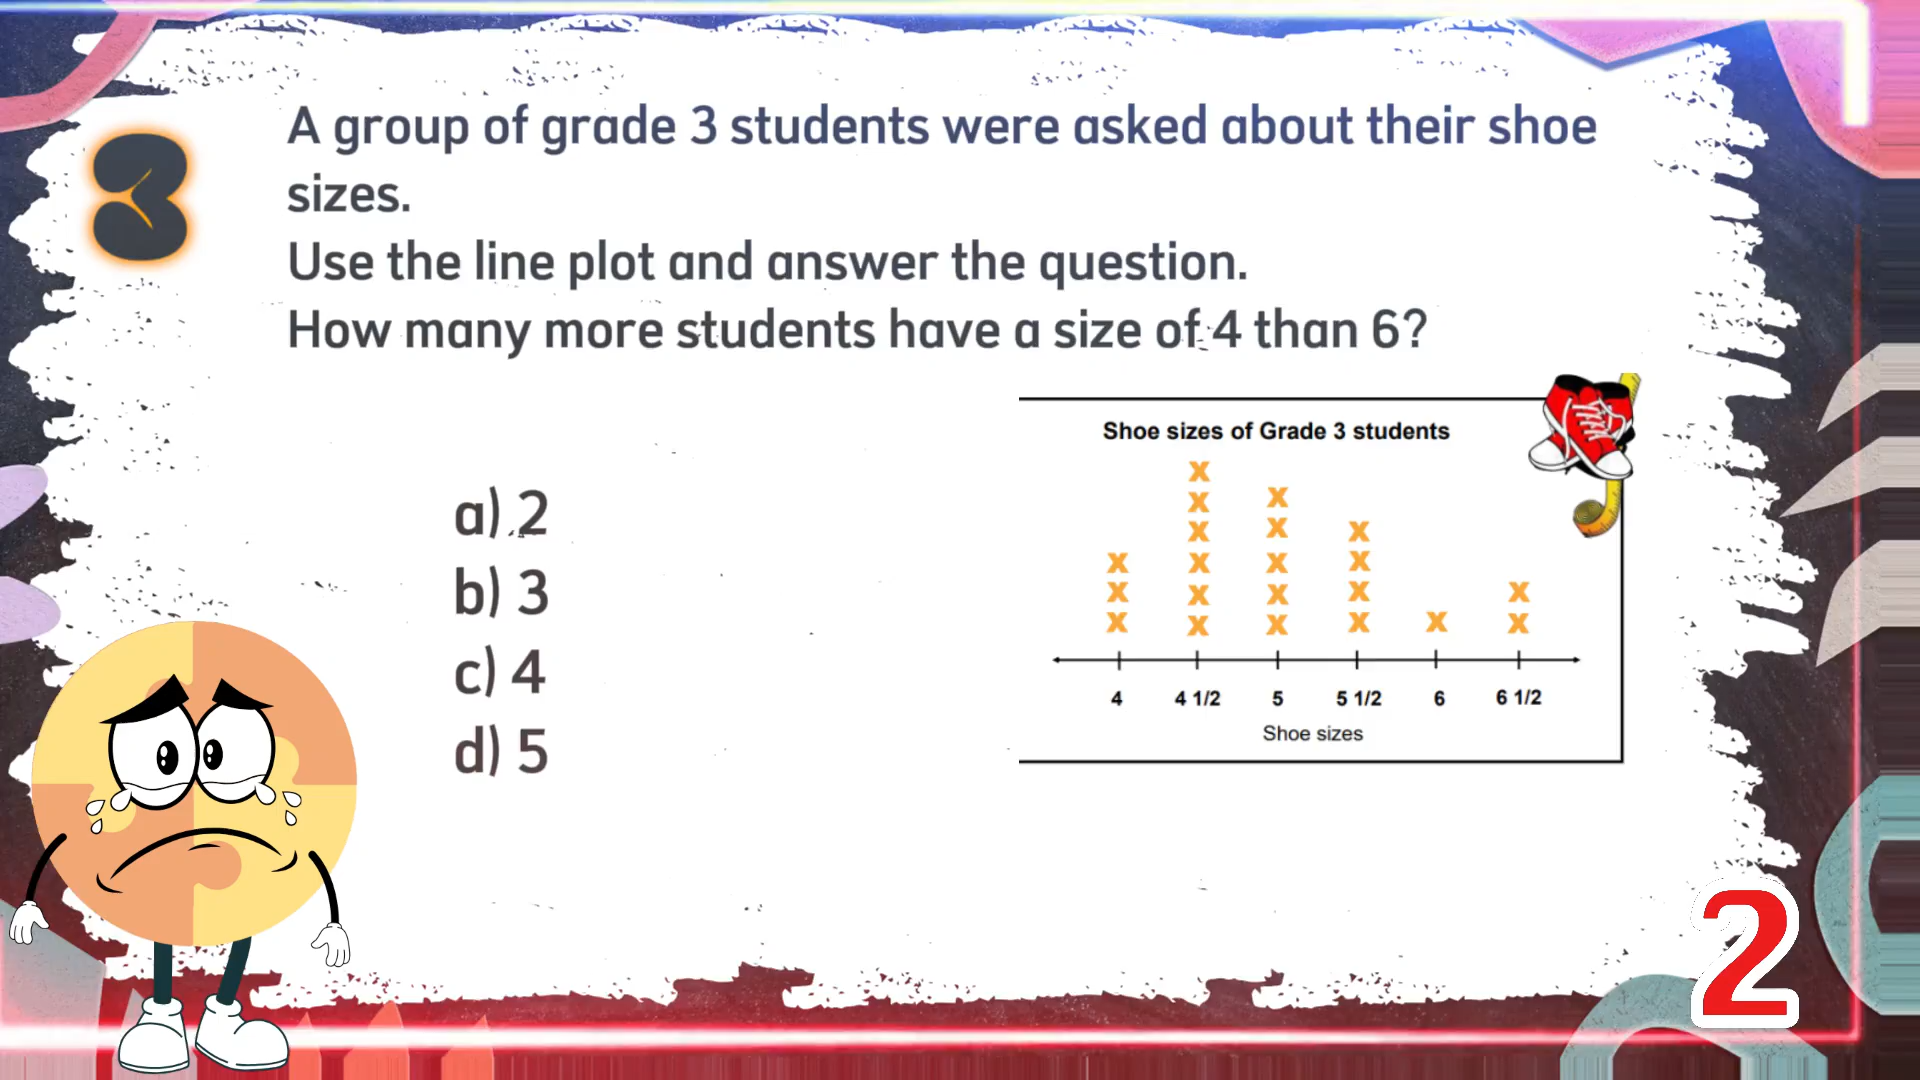 3
A group of grade 3 students were asked about their shoe
sizes.
Use the line plot and answer the question.
How many more students have a size of 4 than 6?
a) 2
b) 3
c) 4
d) 5
Shoe sizes of Grade 3 students
X
X
X X
X X X
X X X X
X X X X X
X X X X X X
4 4 1/2 5 5 1/2 6 6 1/2
Shoe sizes
2